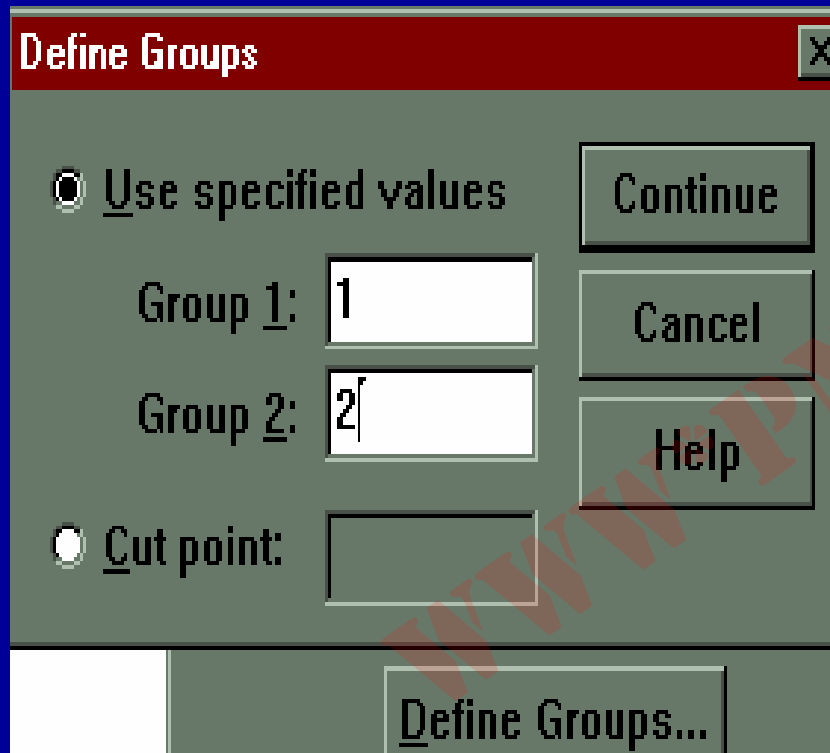 Define Groups
Use specified values
Continue
Group 1: 1
Cancel
Group 2: 2
Help
Cut point:
Define Groups...